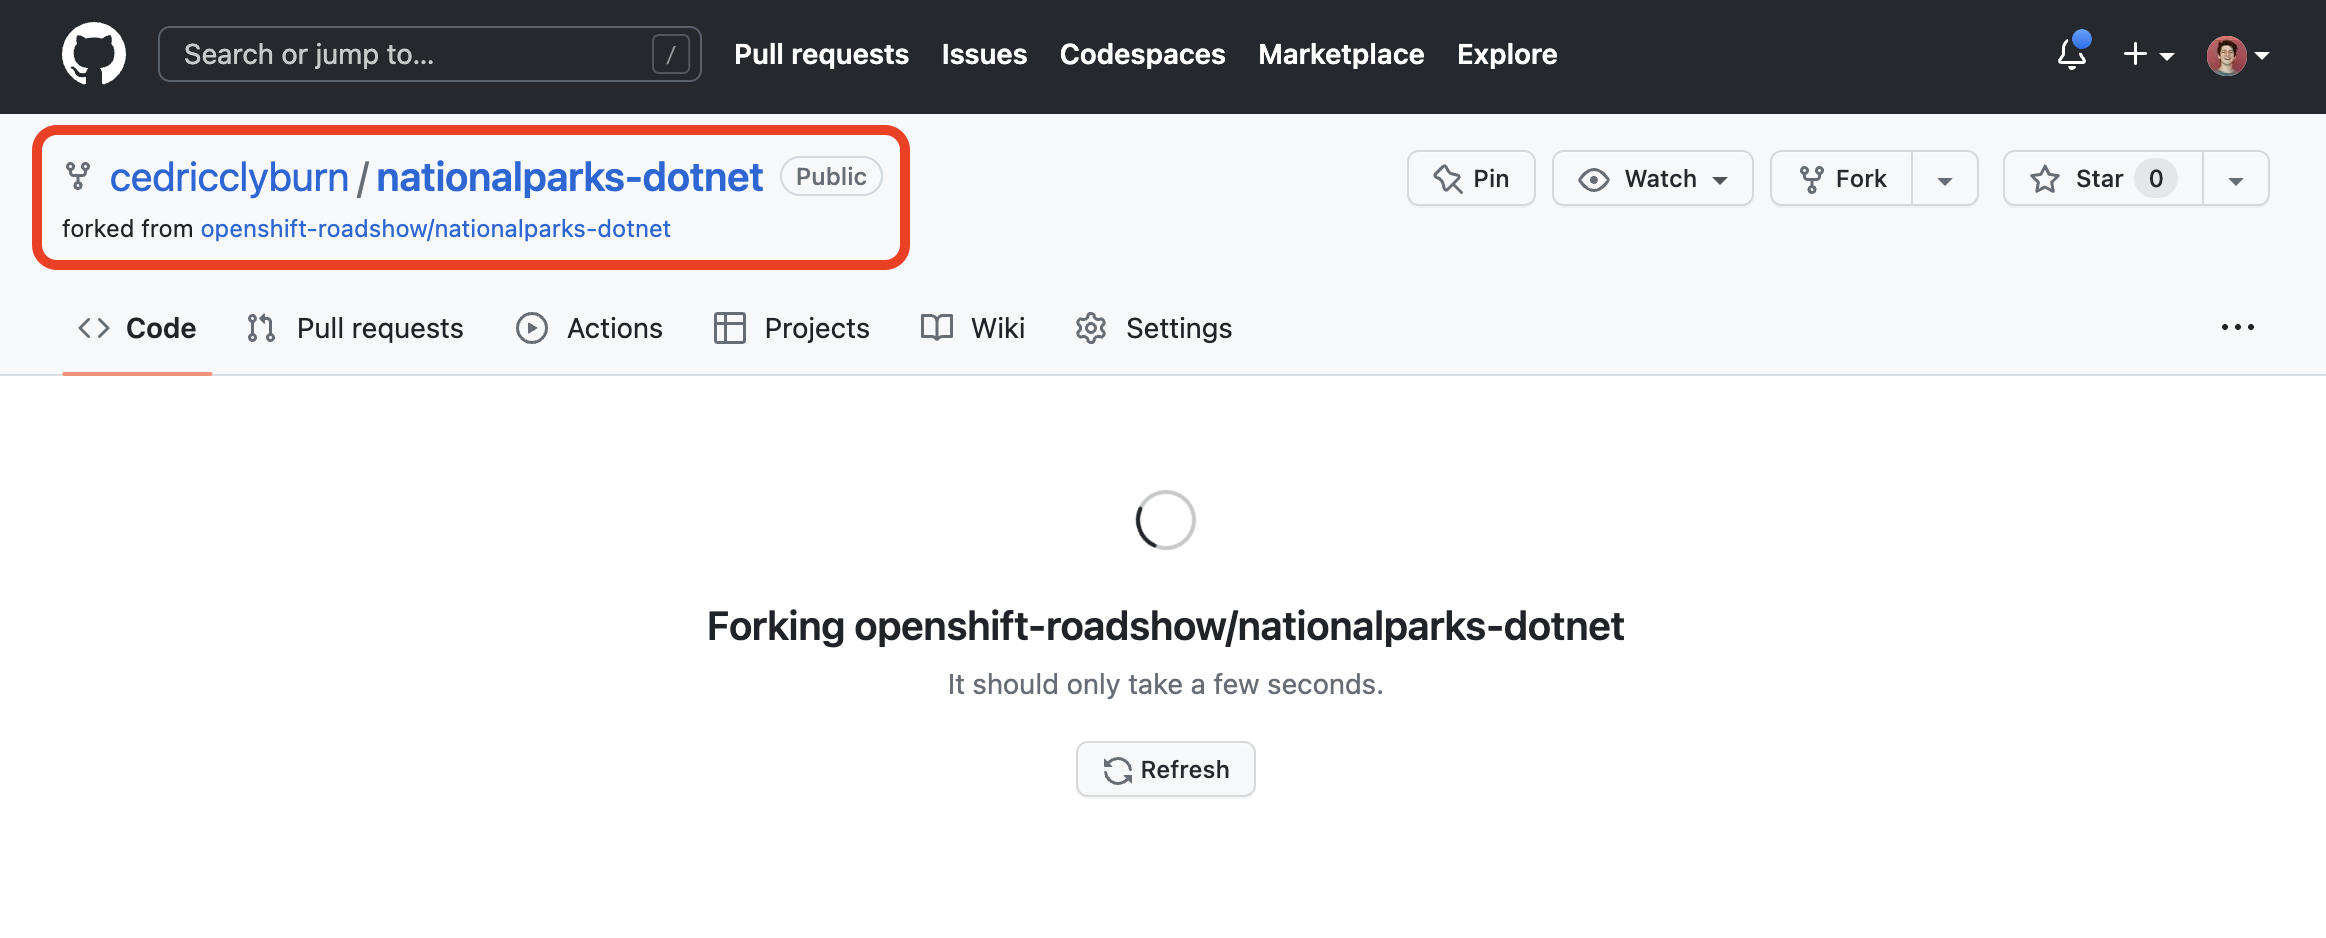 Search or jump to... / Pull requests Issues Codespaces Marketplace Explore
cedricclyburn / nationalparks-dotnet Public Pin Watch Fork Star 0
forked from openshift-roadshow/nationalparks-dotnet
Code Pull requests Actions Projects Wiki Settings
Forking openshift-roadshow/nationalparks-dotnet
It should only take a few seconds.
Refresh